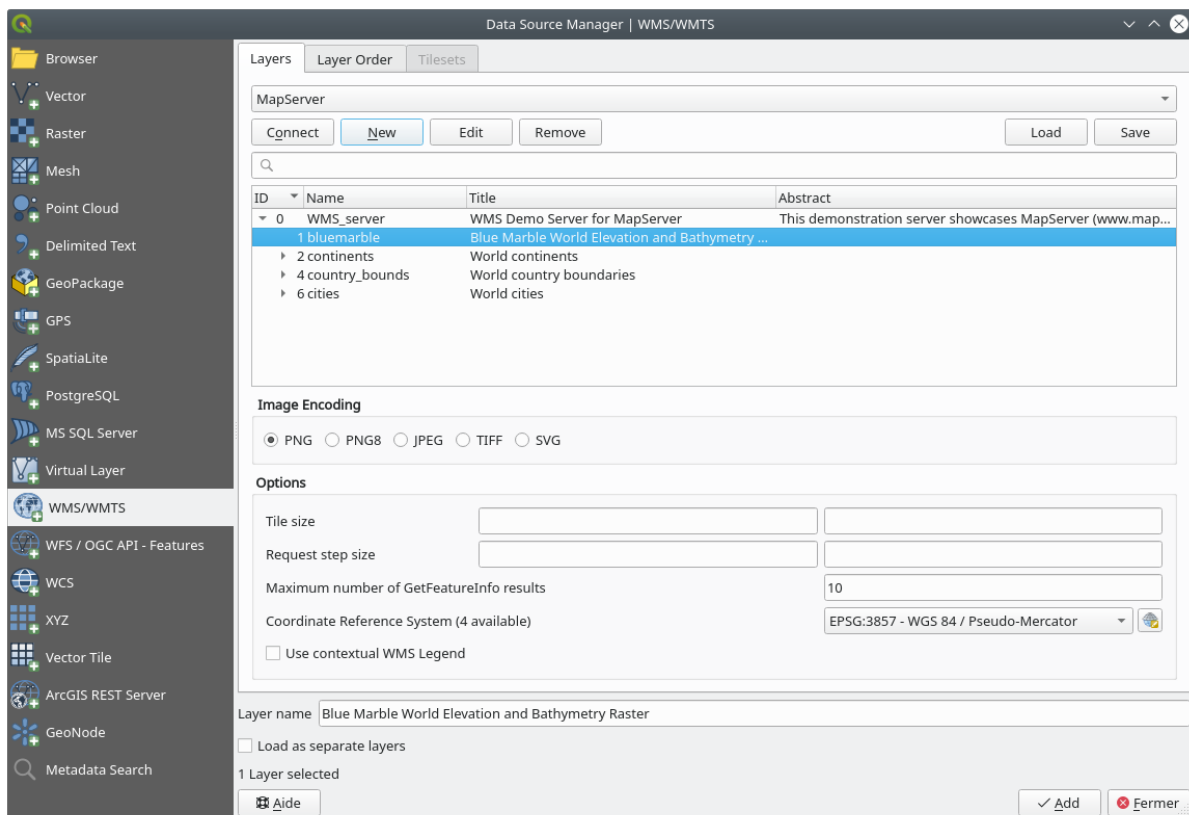 Data Source Manager | WMS/WMTS
Browser
Vector
Raster
Mesh
Point Cloud
Delimited Text
GeoPackage
GPS
SpatiaLite
PostgreSQL
MS SQL Server
Virtual Layer
WMS/WMTS
WFS / OGC API - Features
WCS
XYZ
Vector Tile
ArcGIS REST Server
GeoNode
Metadata Search
Layers Layer Order Tilesets
MapServer
Connect New Edit Remove Load Save
ID Name Title Abstract
0 WMS_server WMS Demo Server for MapServer This demonstration server showcases MapServer (www.map...
1 bluemarble Blue Marble World Elevation and Bathymetry ...
2 continents World continents
4 country_bounds World country boundaries
6 cities World cities
Image Encoding
PNG PNG8 JPEG TIFF SVG
Options
Tile size
Request step size
Maximum number of GetFeatureInfo results 10
Coordinate Reference System (4 available) EPSG:3857 - WGS 84 / Pseudo-Mercator
Use contextual WMS Legend
Layer name Blue Marble World Elevation and Bathymetry Raster
Load as separate layers
1 Layer selected
Aide Add Fermer